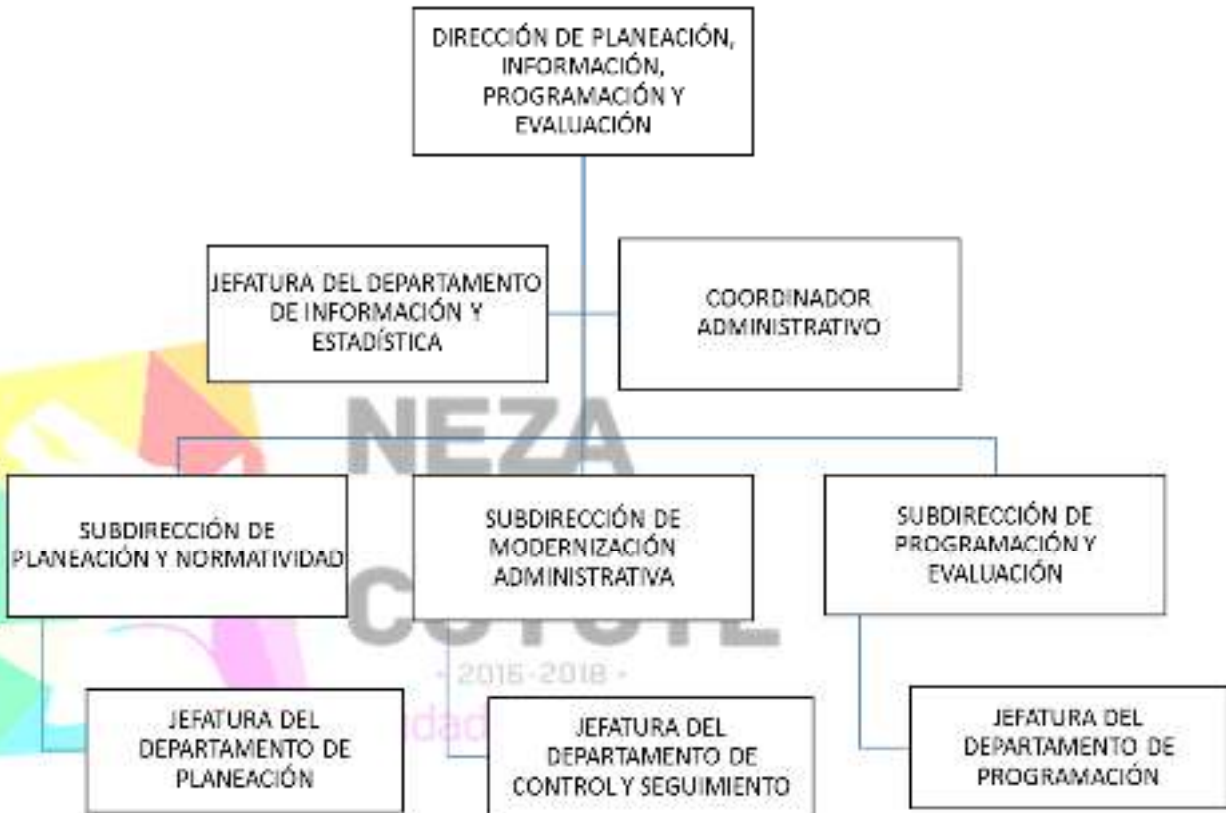 DIRECCIÓN DE PLANEACIÓN,
INFORMACIÓN,
PROGRAMACIÓN Y
EVALUACIÓN
JEFATURA DEL DEPARTAMENTO
DE INFORMACIÓN Y
ESTADÍSTICA
COORDINADOR
ADMINISTRATIVO
NEZA
SUBDIRECCIÓN DE
PLANEACIÓN Y NORMATIVIDAD
SUBDIRECCIÓN DE
MODERNIZACIÓN
ADMINISTRATIVA
SUBDIRECCIÓN DE
PROGRAMACIÓN Y
EVALUACIÓN
COYOTE
JEFATURA DEL
DEPARTAMENTO DE
PLANEACIÓN
JEFATURA DEL
DEPARTAMENTO DE
CONTROL Y SEGUIMIENTO
JEFATURA DEL
DEPARTAMENTO DE
PROGRAMACIÓN